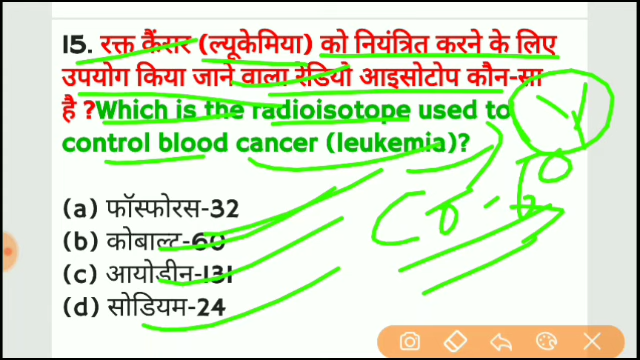 15. रक्त कैंसर (ल्यूकेमिया) को नियंत्रित करने के लिए
उपयोग किया जाने वाला रेडियो आइसोटोप कौन-सा
है ?Which is the radioisotope used to
control blood cancer (leukemia)?
(a) फॉस्फोरस-32
(b) कोबाल्ट-60
(c) आयोडीन-131
(d) सोडियम-24